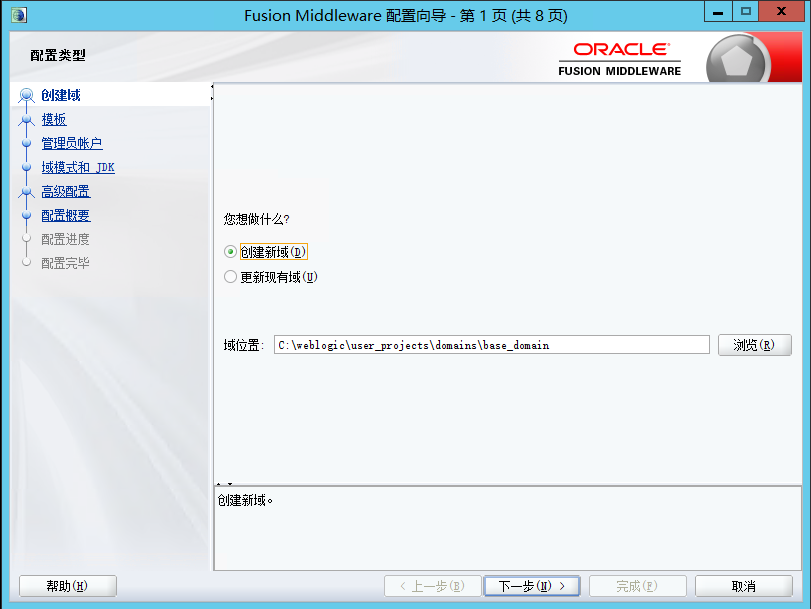 Fusion Middleware 配置向导 - 第 1 页 (共 8 页)
配置类型
ORACLE
FUSION MIDDLEWARE
创建域
模板
管理员帐户
域模式和 JDK
高级配置
配置概要
配置进度
配置完毕
您想做什么?
创建新域(D)
更新现有域(U)
域位置: C:\weblogic\user_projects\domains\base_domain 浏览(R)
创建新域。
帮助(H) < 上一步(B) 下一步(N) > 完成(F) 取消